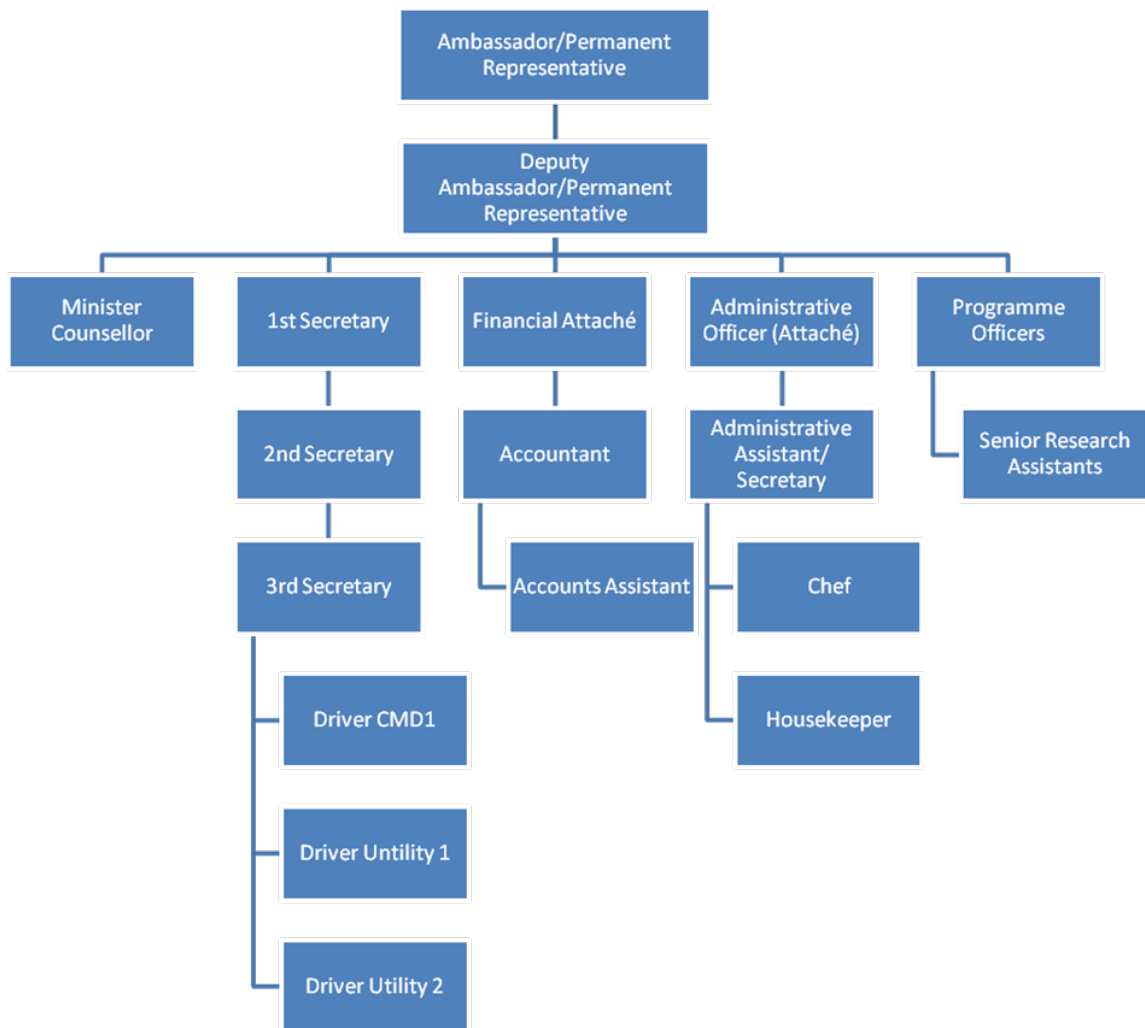 Ambassador/Permanent
Representative
Deputy
Ambassador/Permanent
Representative
Minister
Counsellor
1st Secretary
Financial Attaché
Administrative
Officer (Attaché)
Programme
Officers
2nd Secretary
Accountant
Administrative
Assistant/
Secretary
Senior Research
Assistants
3rd Secretary
Accounts Assistant
Chef
Driver CMD1
Housekeeper
Driver Untility 1
Driver Utility 2